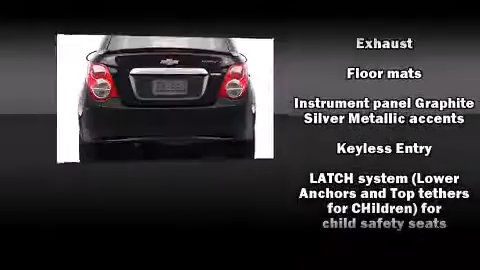 Exhaust
Floor mats
Instrument panel Graphite
Silver Metallic accents
Keyless Entry
LATCH system (Lower
Anchors and Top tethers
for CHildren) for
child safety seats